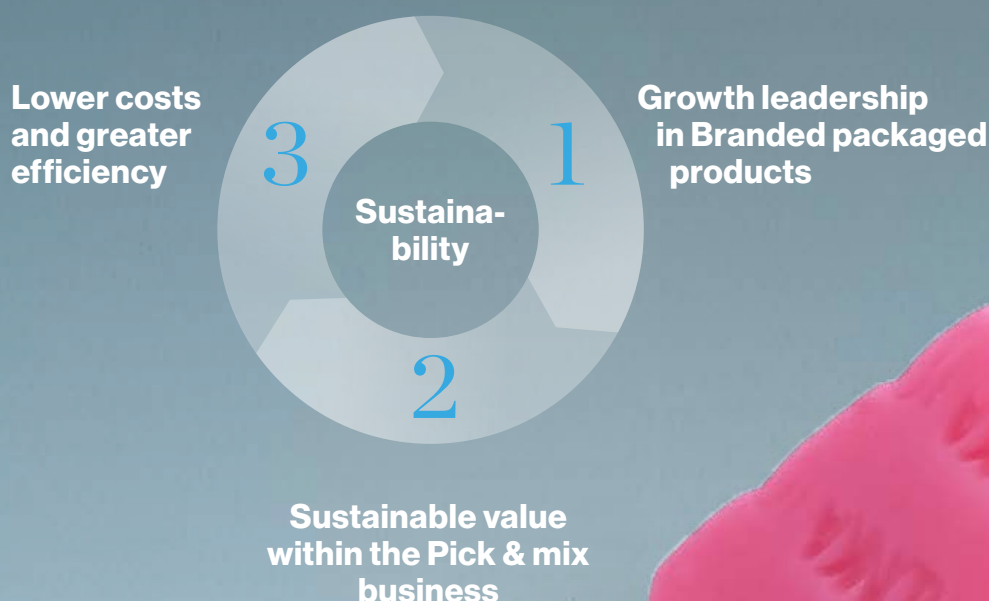 Lower costs
and greater
efficiency
3
1
Growth leadership
in Branded packaged
products
Sustaina-
bility
2
Sustainable value
within the Pick & mix
business